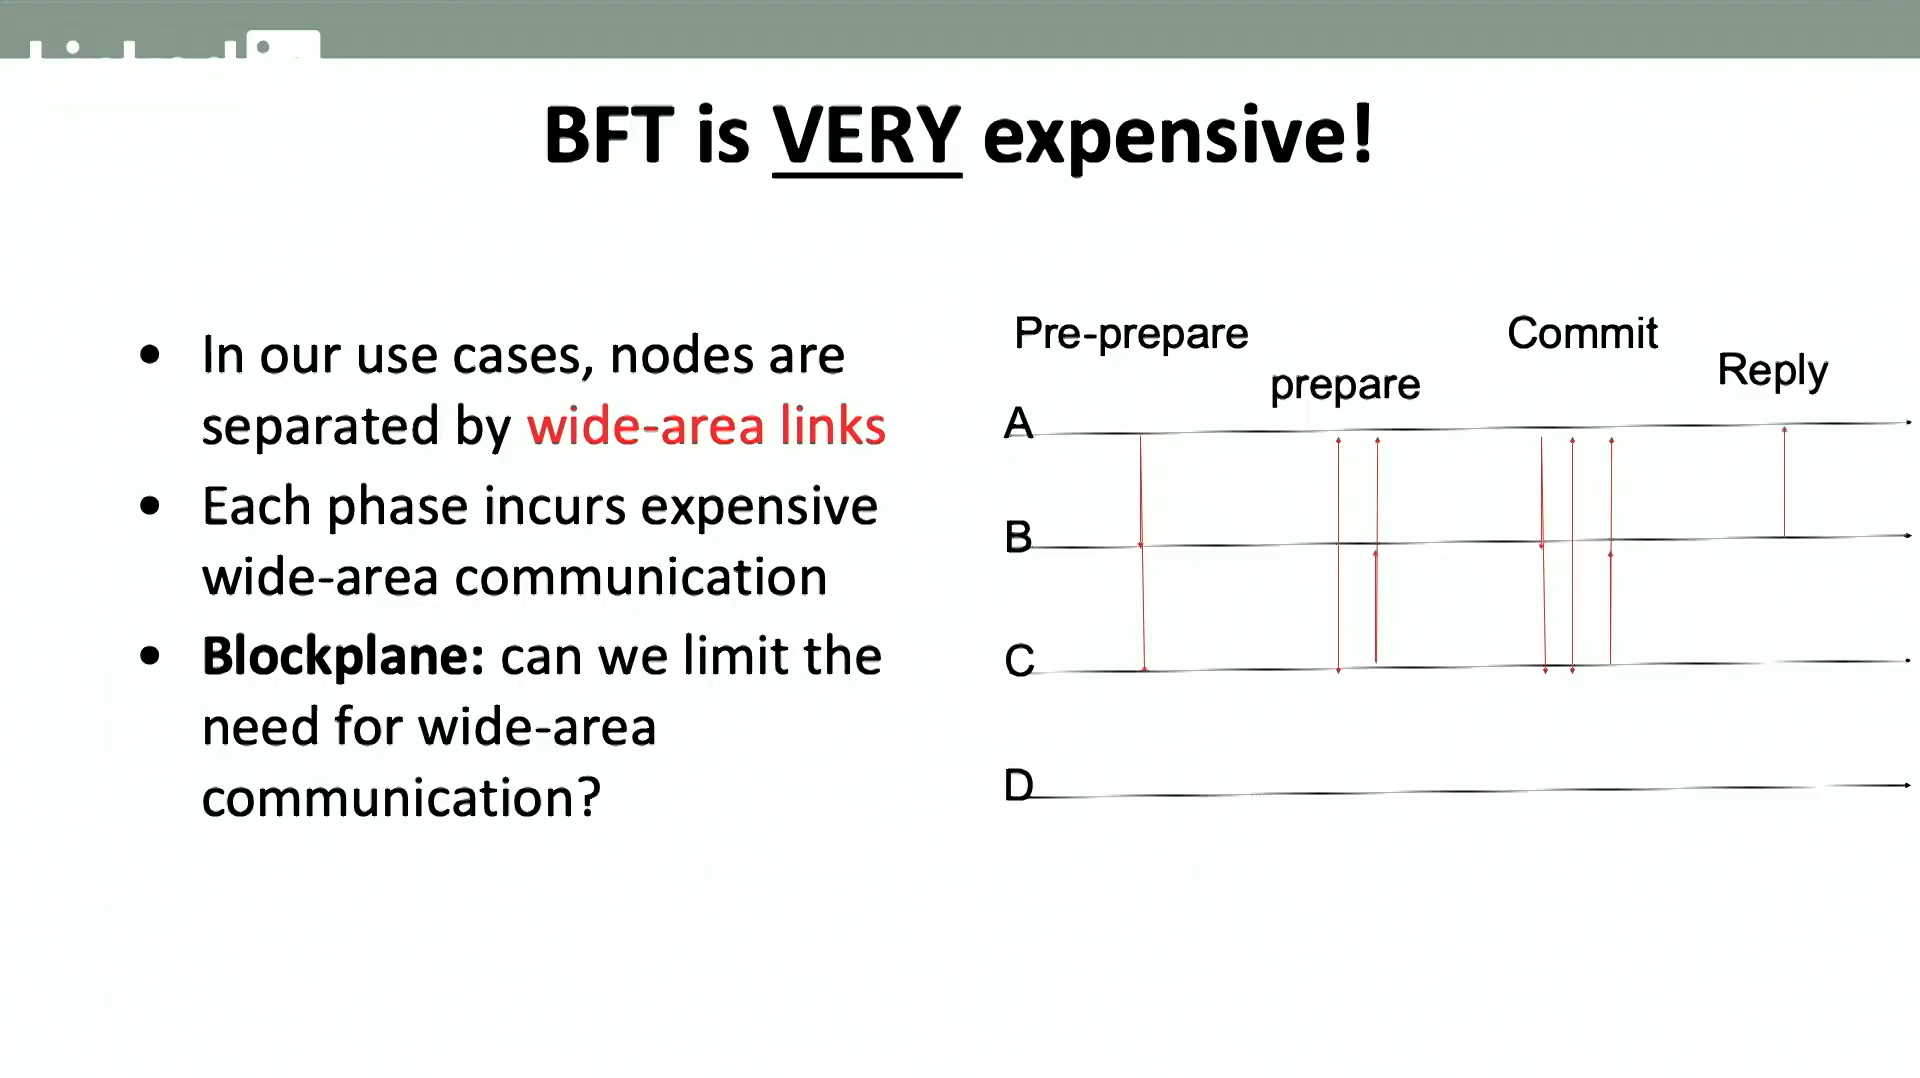 BFT is VERY expensive!
• In our use cases, nodes are
separated by wide-area links
• Each phase incurs expensive
wide-area communication
• Blockplane: can we limit the
need for wide-area
communication?
Pre-prepare
prepare
Commit
Reply
A
B
C
D